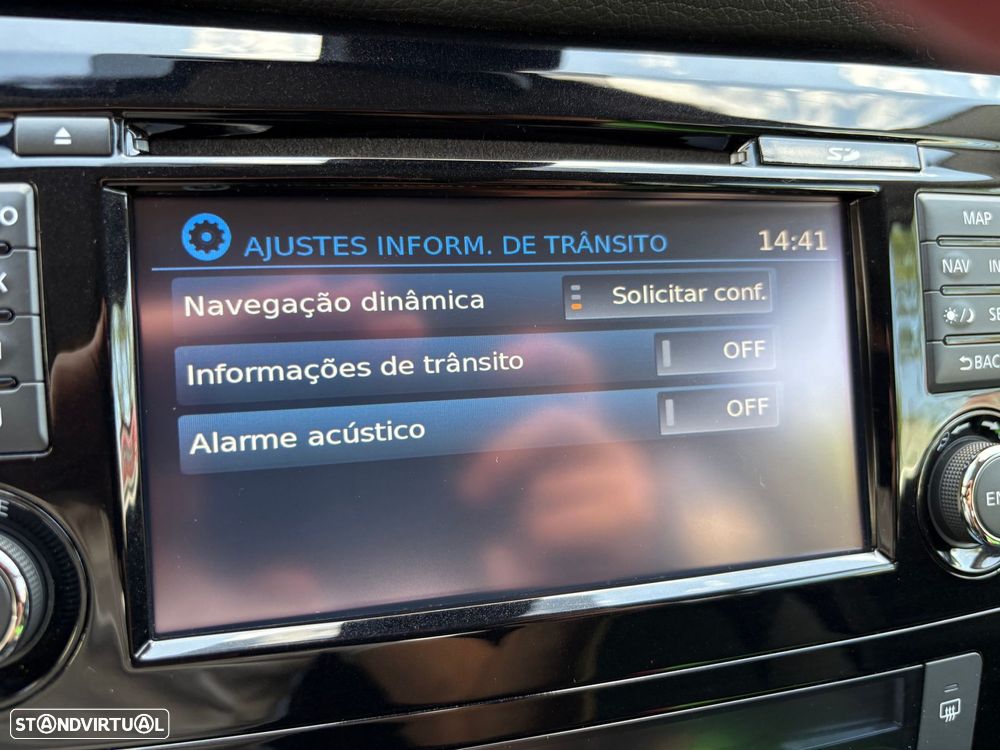 SD
MAP
AJUSTES INFORM. DE TRÂNSITO 14:41
Navegação dinâmica Solicitar conf.
NAV
Informações de trânsito OFF
BAC
Alarme acústico OFF
STANDVIRTUAL